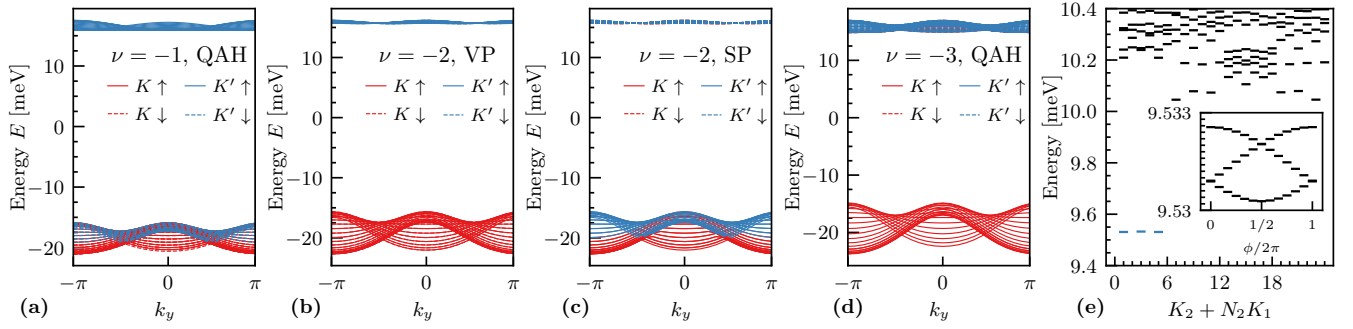 ν = −1, QAH
K ↑ K′ ↑
K ↓ K′ ↓
Energy E [meV]
10
0
−10
−20
−π 0 π
(a) k_y
ν = −2, VP
K ↑ K′ ↑
K ↓ K′ ↓
Energy E [meV]
10
0
−10
−20
−π 0 π
(b) k_y
ν = −2, SP
K ↑ K′ ↑
K ↓ K′ ↓
Energy E [meV]
10
0
−10
−20
−π 0 π
(c) k_y
ν = −3, QAH
K ↑ K′ ↑
K ↓ K′ ↓
Energy E [meV]
10
0
−10
−20
−π 0 π
(d) k_y
Energy [meV]
10.4
10.2
10.0
9.8
9.6
9.4
9.533
9.53
0 1/2 1
ϕ/2π
0 6 12 18
(e) K₂ + N₂K₁